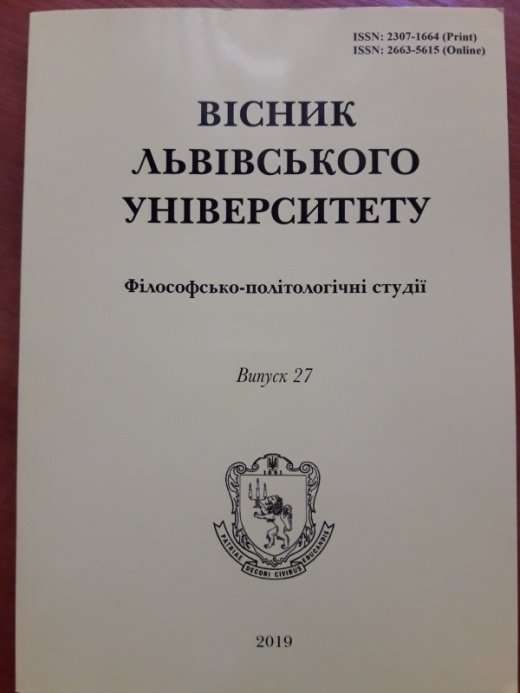 ISSN: 2307-1664 (Print)
ISSN: 2663-5615 (Online)
ВІСНИК
ЛЬВІВСЬКОГО
УНІВЕРСИТЕТУ
Філософсько-політологічні студії
Випуск 27
1661
PATRIAE DECORI CIVIBUS EDUCANDIS
2019